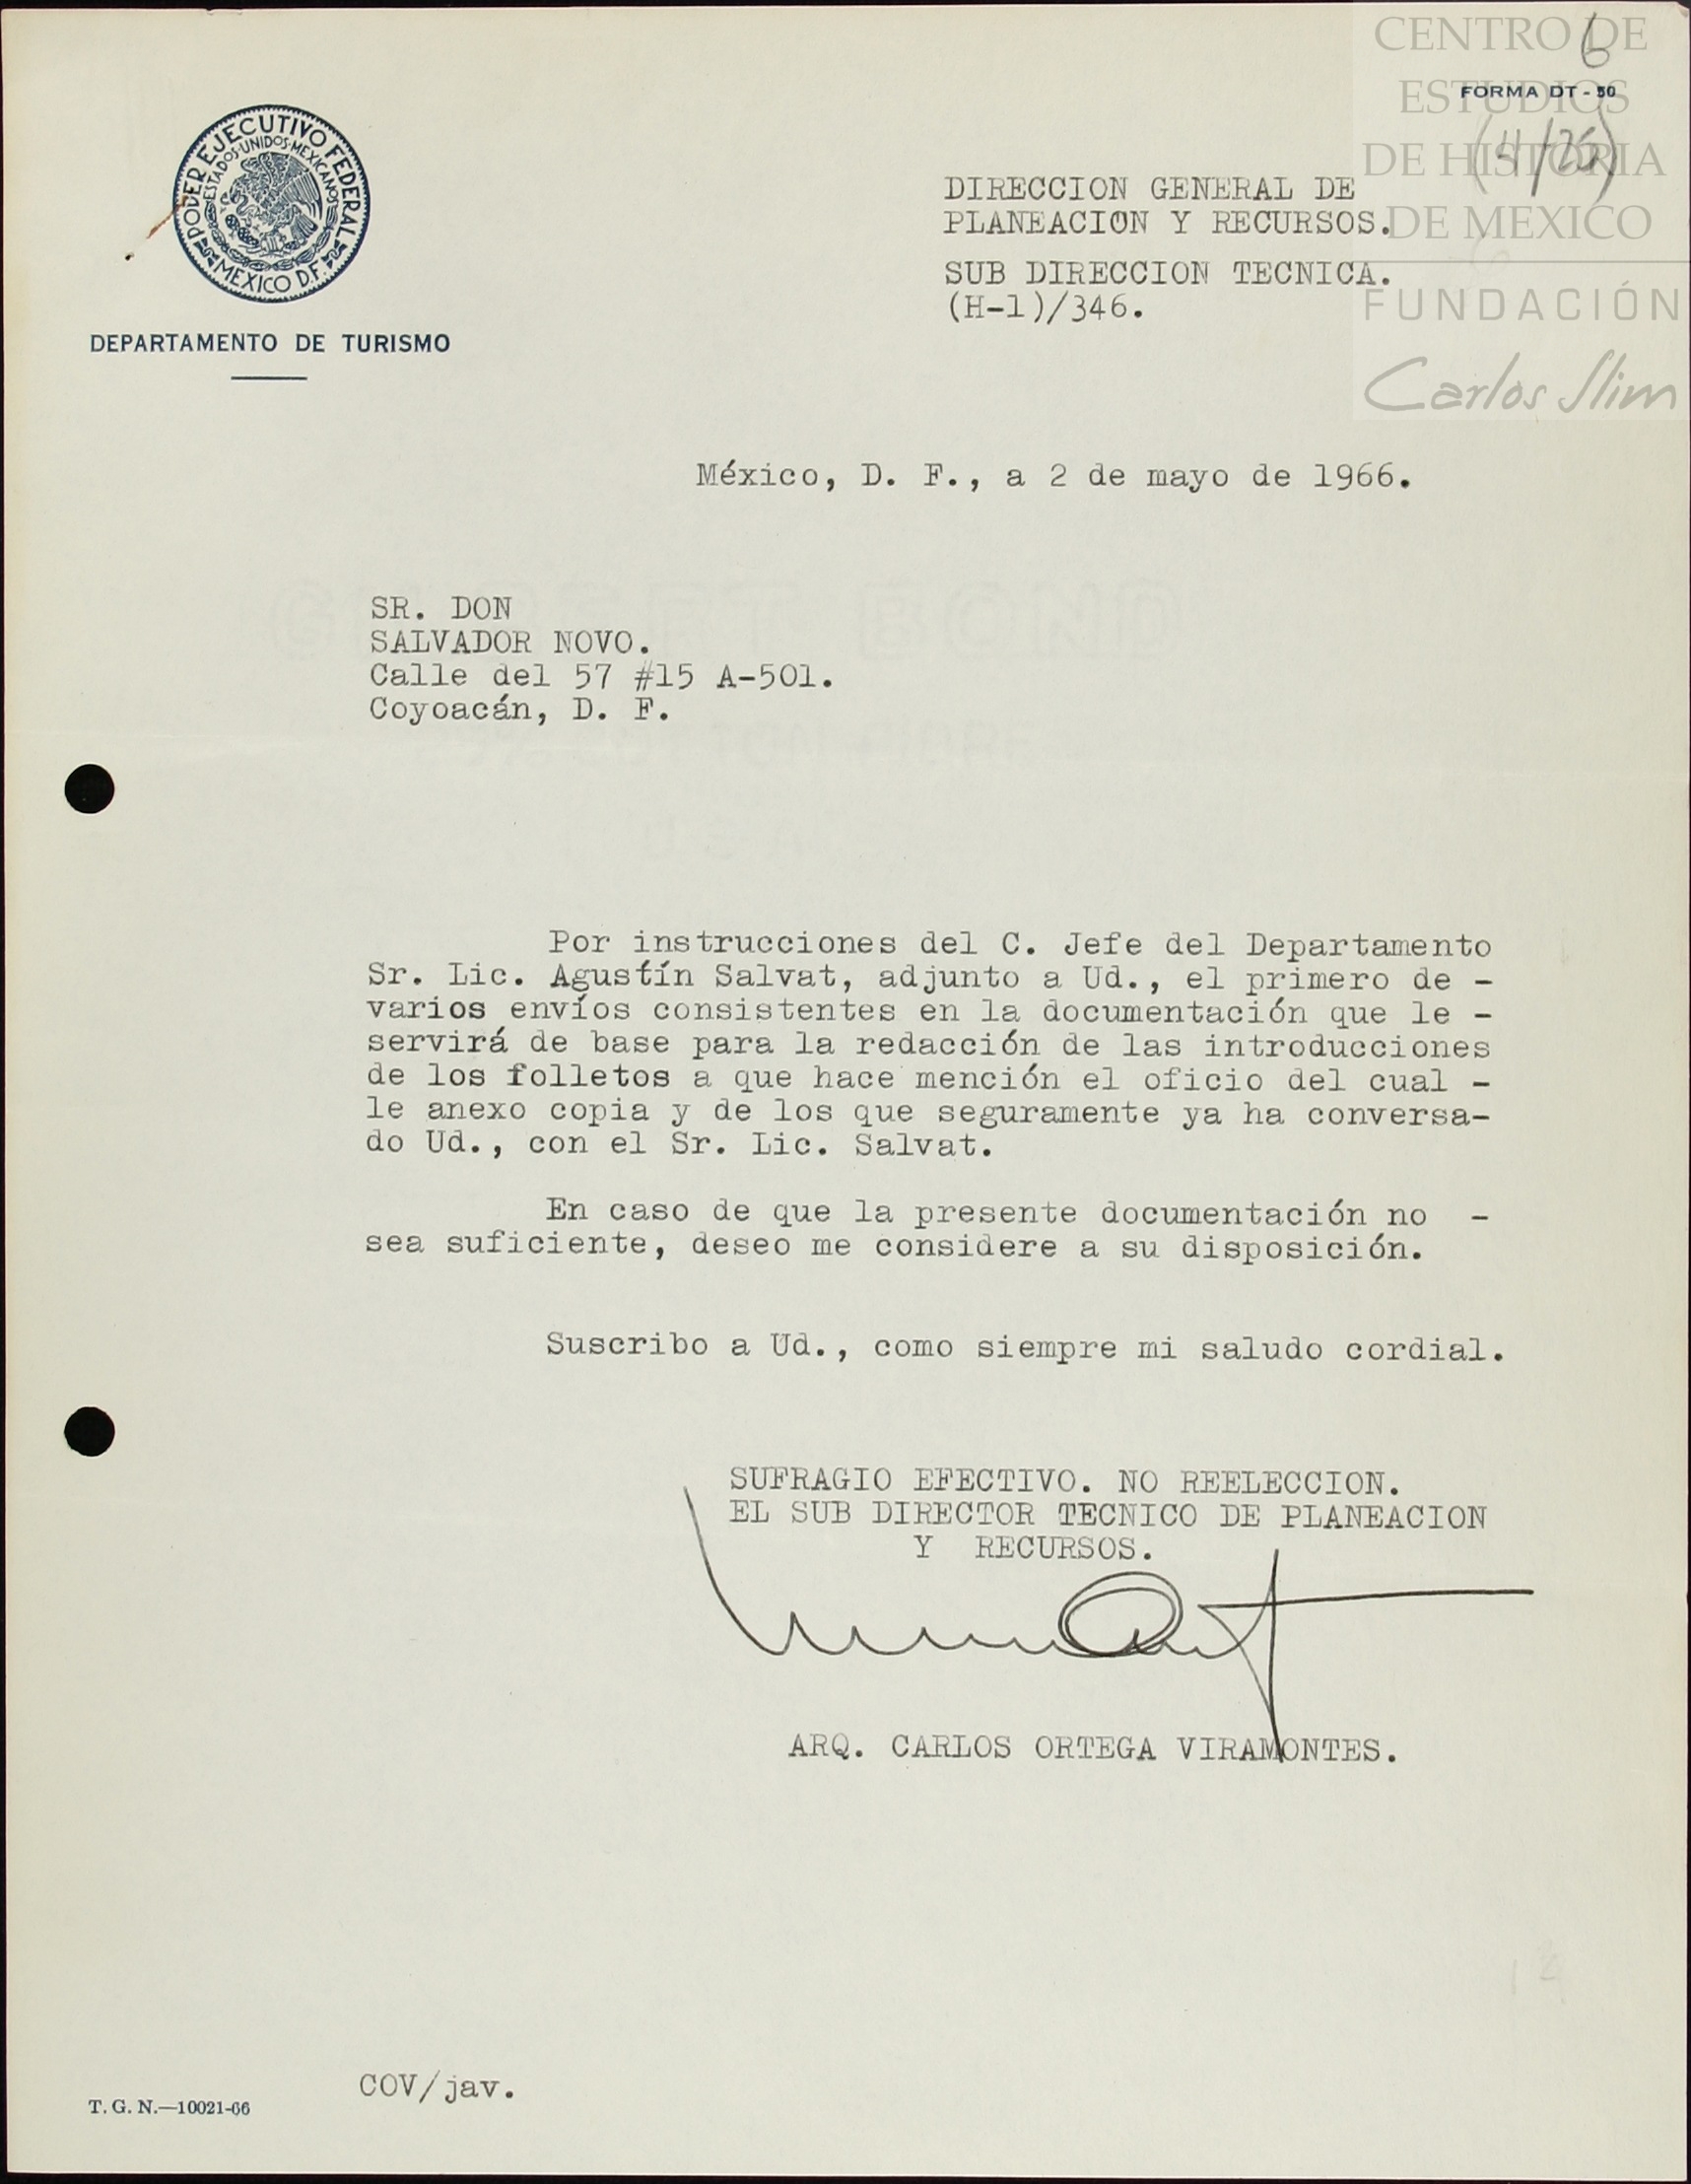 CENTRO DE
ESTUDIOS
DE HISTORIA
DE MEXICO
FUNDACIÓN
Carlos Slim
6
FORMA DT - 50
PODER EJECUTIVO FEDERAL
ESTADOS·UNIDOS·MEXICANOS
MEXICO D.F.
DEPARTAMENTO DE TURISMO
DIRECCION GENERAL DE
PLANEACION Y RECURSOS.
SUB DIRECCION TECNICA.
(H-1)/346.
México, D. F., a 2 de mayo de 1966.
SR. DON
SALVADOR NOVO.
Calle del 57 #15 A-501.
Coyoacán, D. F.
Por instrucciones del C. Jefe del Departamento
Sr. Lic. Agustín Salvat, adjunto a Ud., el primero de -
varios envíos consistentes en la documentación que le -
servirá de base para la redacción de las introducciones
de los folletos a que hace mención el oficio del cual -
le anexo copia y de los que seguramente ya ha conversa-
do Ud., con el Sr. Lic. Salvat.
En caso de que la presente documentación no -
sea suficiente, deseo me considere a su disposición.
Suscribo a Ud., como siempre mi saludo cordial.
SUFRAGIO EFECTIVO. NO REELECCION.
EL SUB DIRECTOR TECNICO DE PLANEACION
Y RECURSOS.
ARQ. CARLOS ORTEGA VIRAMONTES.
COV/jav.
T. G. N.—10021-66